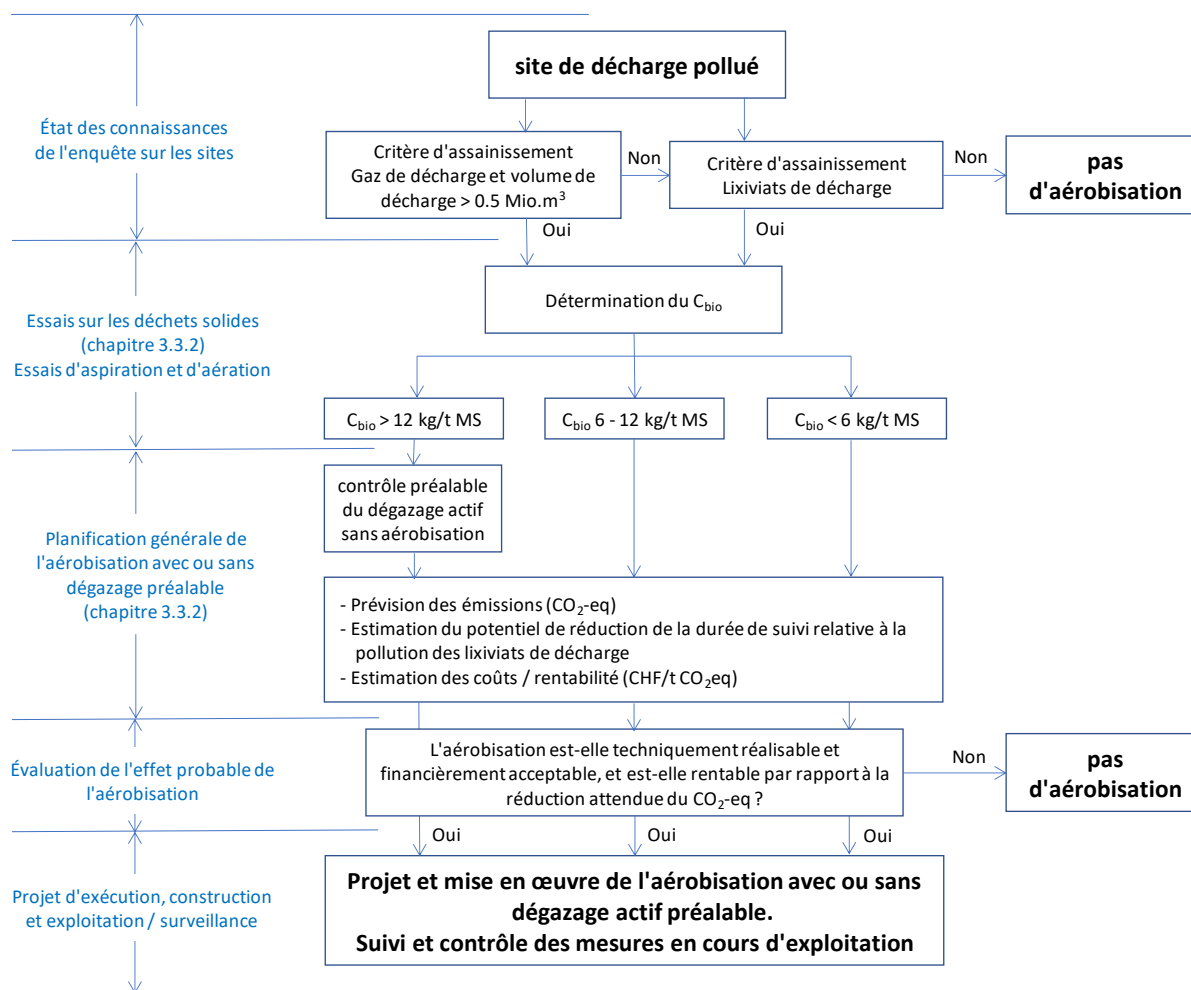 site de décharge pollué
État des connaissances
de l'enquête sur les sites
Critère d'assainissement
Gaz de décharge et volume de
décharge > 0.5 Mio.m³
Non
Critère d'assainissement
Lixiviats de décharge
Non
pas
d'aérobisation
Oui
Oui
Détermination du C_bio
Essais sur les déchets solides
(chapitre 3.3.2)
Essais d'aspiration et d'aération
C_bio > 12 kg/t MS
C_bio 6 - 12 kg/t MS
C_bio < 6 kg/t MS
contrôle préalable
du dégazage actif
sans aérobisation
Planification générale de
l'aérobisation avec ou sans
dégazage préalable
(chapitre 3.3.2)
- Prévision des émissions (CO₂-eq)
- Estimation du potentiel de réduction de la durée de suivi relative à la
pollution des lixiviats de décharge
- Estimation des coûts / rentabilité (CHF/t CO₂eq)
Évaluation de l'effet probable de
l'aérobisation
L'aérobisation est-elle techniquement réalisable et
financièrement acceptable, et est-elle rentable par rapport à la
réduction attendue du CO₂-eq ?
Non
pas
d'aérobisation
Oui
Oui
Oui
Projet d'exécution, construction
et exploitation / surveillance
Projet et mise en œuvre de l'aérobisation avec ou sans
dégazage actif préalable.
Suivi et contrôle des mesures en cours d'exploitation